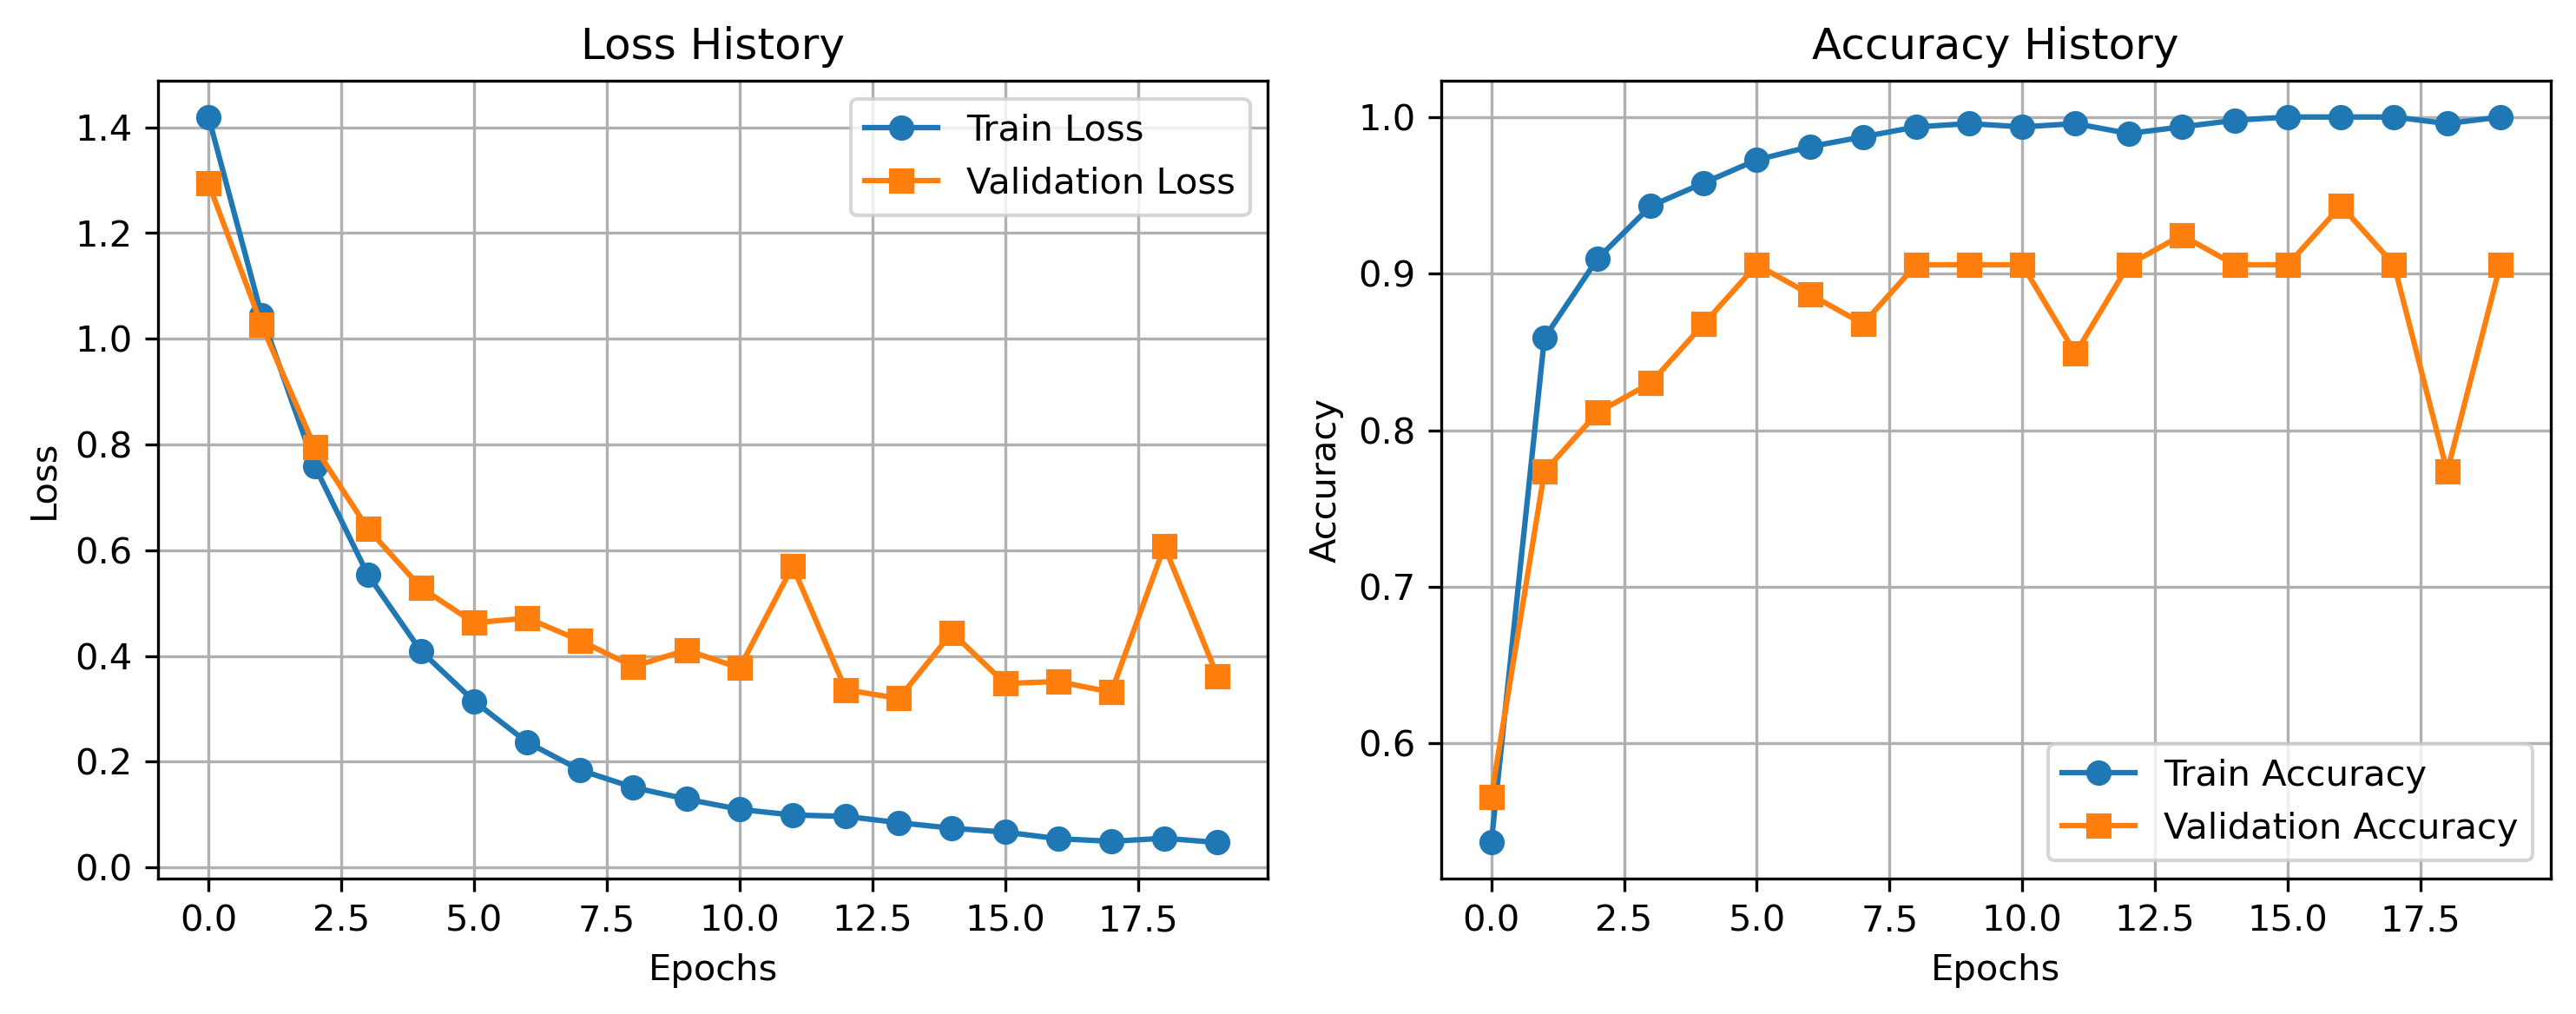 Loss History
Train Loss
Validation Loss
1.4
1.2
1.0
0.8
0.6
0.4
0.2
0.0
Loss
0.0 2.5 5.0 7.5 10.0 12.5 15.0 17.5
Epochs
Accuracy History
1.0
0.9
0.8
0.7
0.6
Accuracy
Train Accuracy
Validation Accuracy
0.0 2.5 5.0 7.5 10.0 12.5 15.0 17.5
Epochs